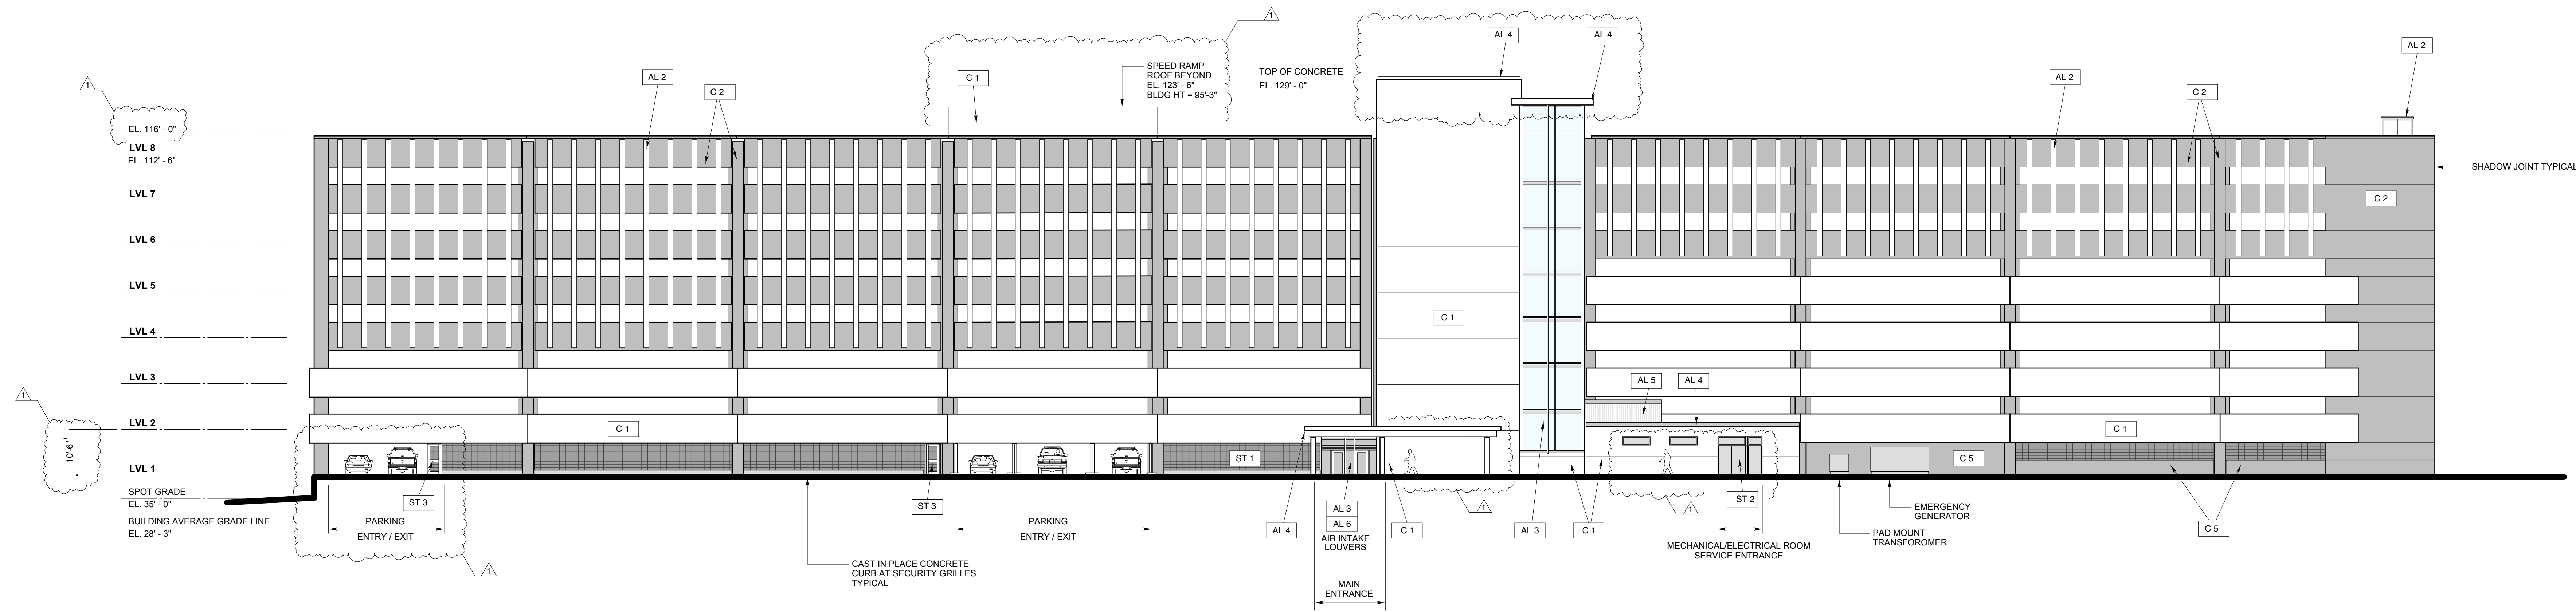 1
1
AL 4
AL 4
AL 2
SPEED RAMP
ROOF BEYOND
EL. 123' - 6"
BLDG HT = 95'-3"
TOP OF CONCRETE
EL. 129' - 0"
C 1
AL 2
C 2
AL 2
C 2
EL. 116' - 0"
LVL 8
EL. 112' - 6"
SHADOW JOINT TYPICAL
LVL 7
C 2
LVL 6
LVL 5
LVL 4
C 1
LVL 3
AL 5
AL 4
1
LVL 2
C 1
C 1
10'-6"
ST 1
C 5
LVL 1
SPOT GRADE
EL. 35' - 0"
ST 3
ST 3
ST 2
AL 3
AL 6
1
1
BUILDING AVERAGE GRADE LINE
EL. 28' - 3"
PARKING
ENTRY / EXIT
PARKING
ENTRY / EXIT
AL 4
AIR INTAKE
LOUVERS
C 1
AL 3
C 1
EMERGENCY
GENERATOR
C 5
PAD MOUNT
TRANSFOROMER
MECHANICAL/ELECTRICAL ROOM
SERVICE ENTRANCE
1
CAST IN PLACE CONCRETE
CURB AT SECURITY GRILLES
TYPICAL
MAIN
ENTRANCE